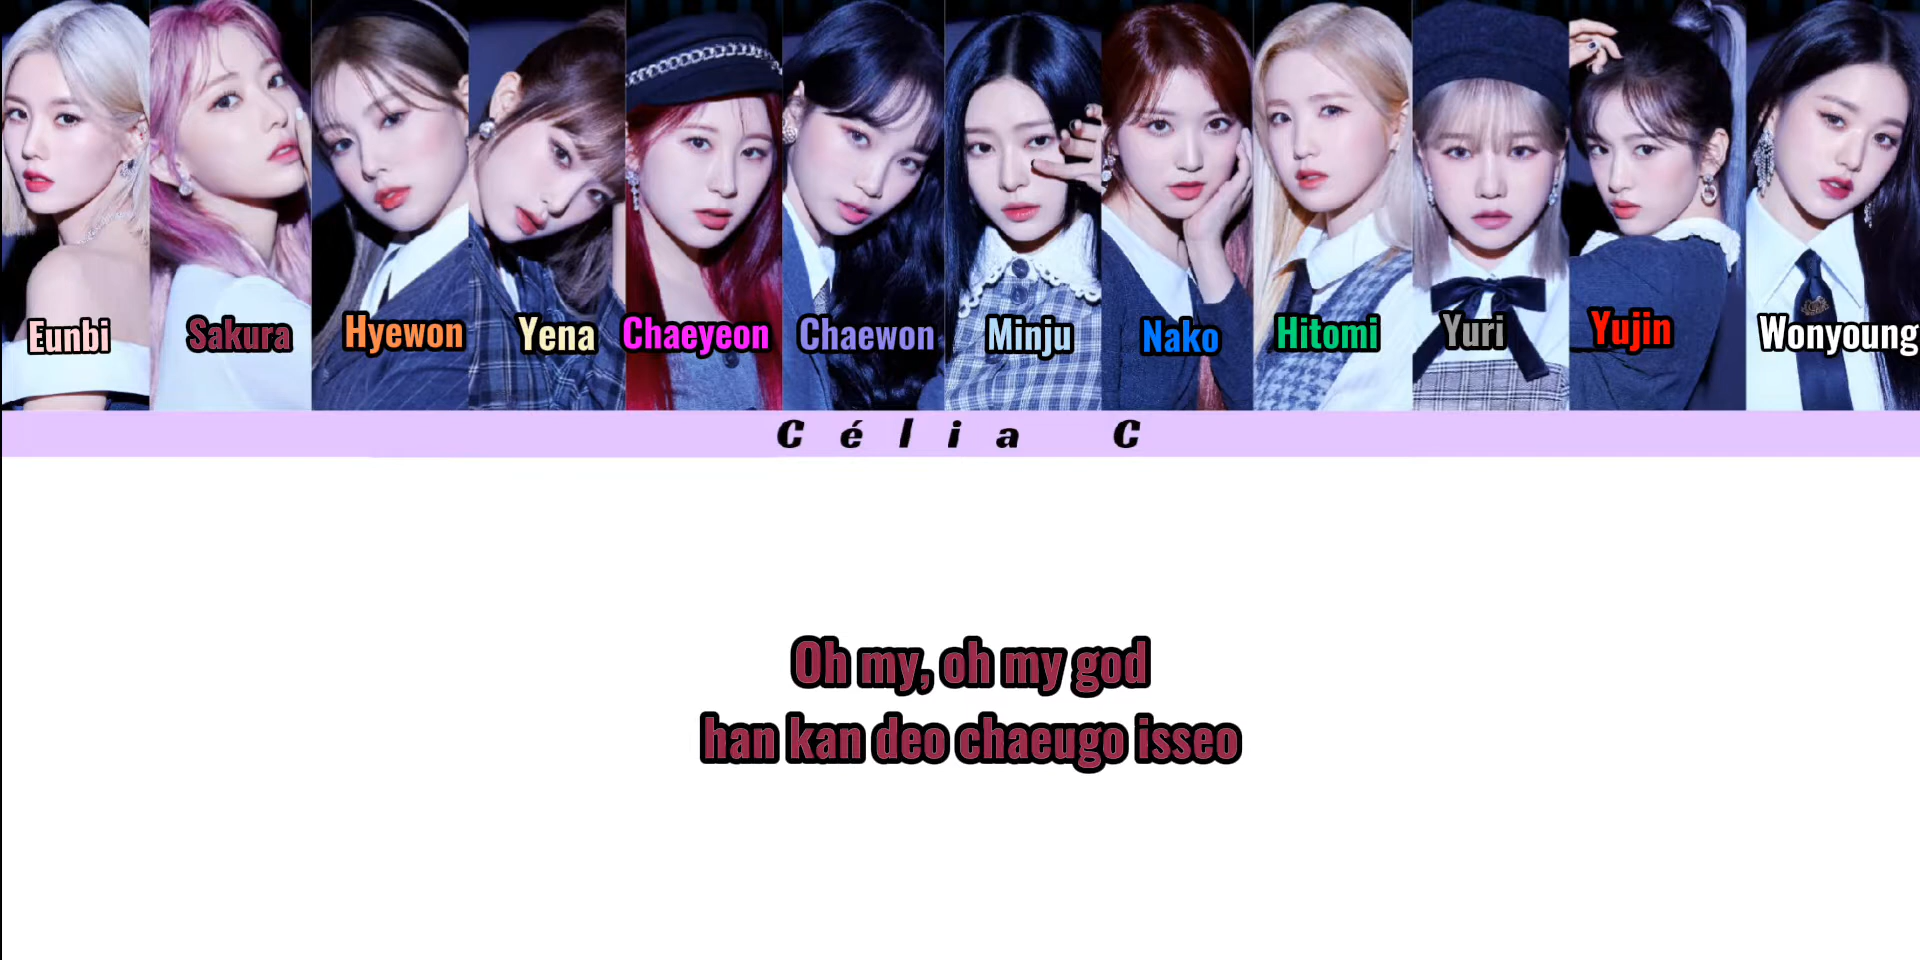 Eunbi Sakura Hyewon Yena Chaeyeon Chaewon Minju Nako Hitomi Yuri Yujin Wonyoung
Célia C
Oh my, oh my god
han kan deo chaeugo isseo